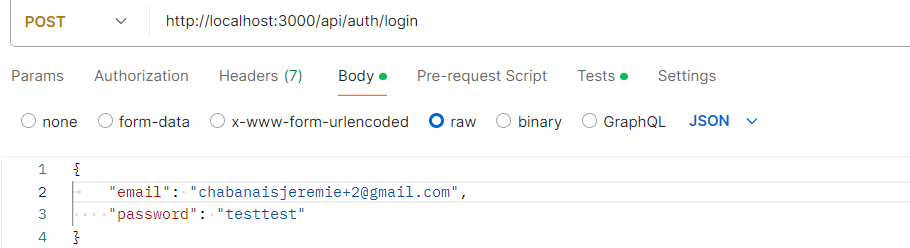 POST http://localhost:3000/api/auth/login
Params Authorization Headers (7) Body Pre-request Script Tests Settings
none form-data x-www-form-urlencoded raw binary GraphQL JSON
1 {
2 "email": "chabanaisjeremie+2@gmail.com",
3 "password": "testtest"
4 }